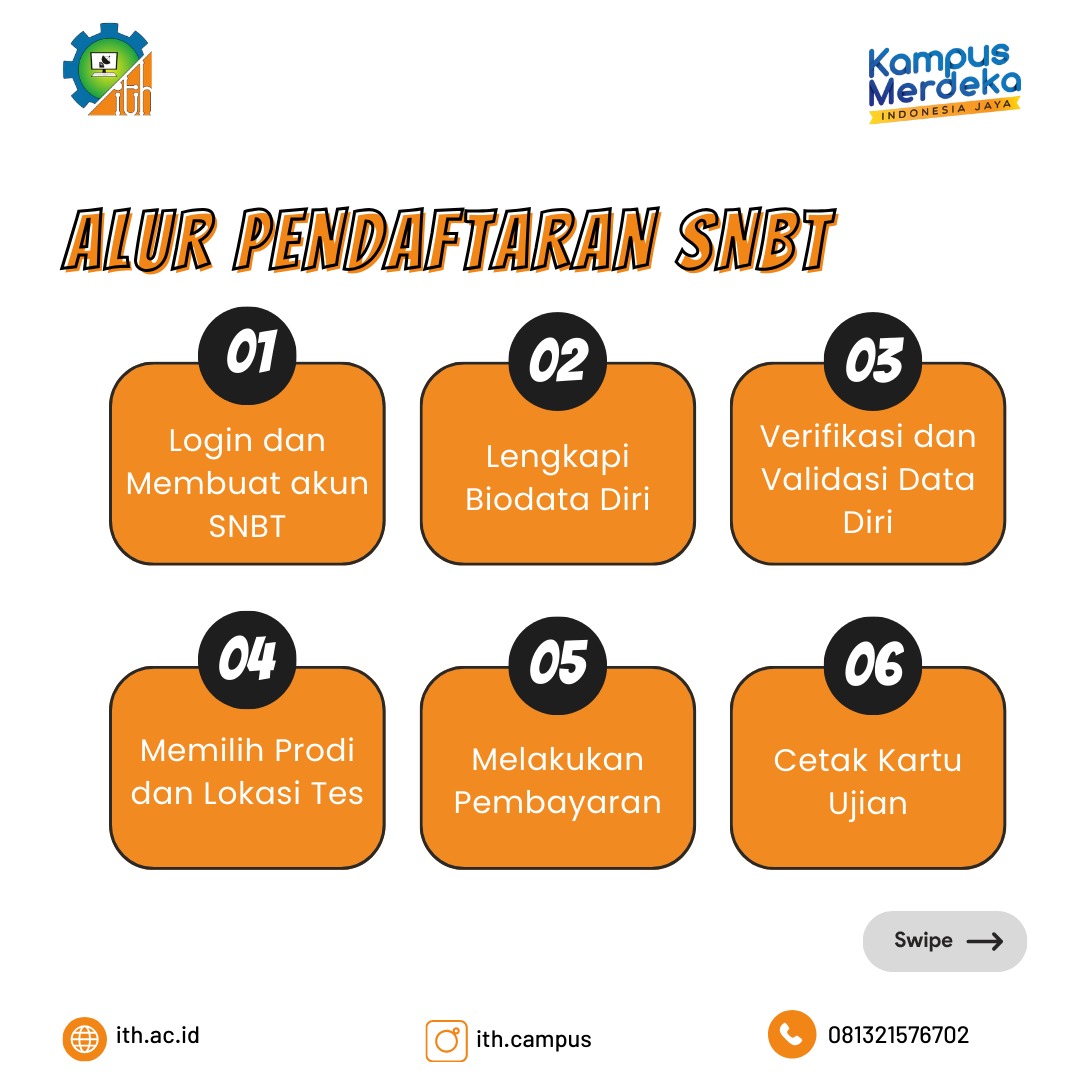 ith
Kampus
Merdeka
INDONESIA JAYA
ALUR PENDAFTARAN SNBT
01
Login dan
Membuat akun
SNBT
02
Lengkapi
Biodata Diri
03
Verifikasi dan
Validasi Data
Diri
04
Memilih Prodi
dan Lokasi Tes
05
Melakukan
Pembayaran
06
Cetak Kartu
Ujian
Swipe
ith.ac.id
ith.campus
081321576702